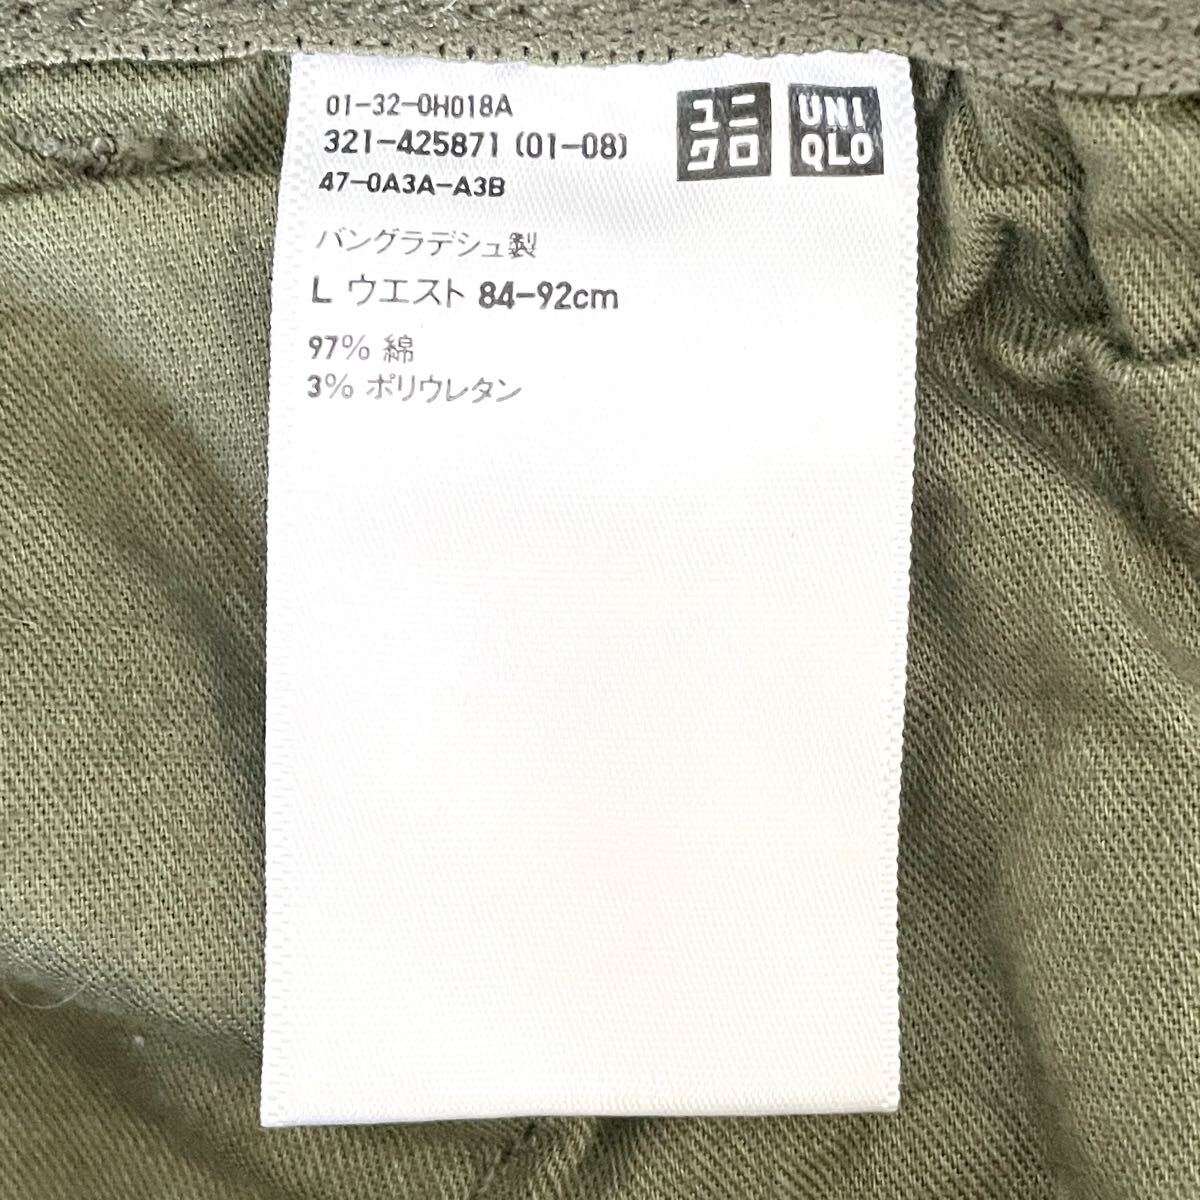 01-32-0H018A
321-425871 (01-08)
47-0A3A-A3B
ユニ
クロ
UNI
QLO
バングラデシュ製
L ウエスト 84-92cm
97% 綿
3% ポリウレタン